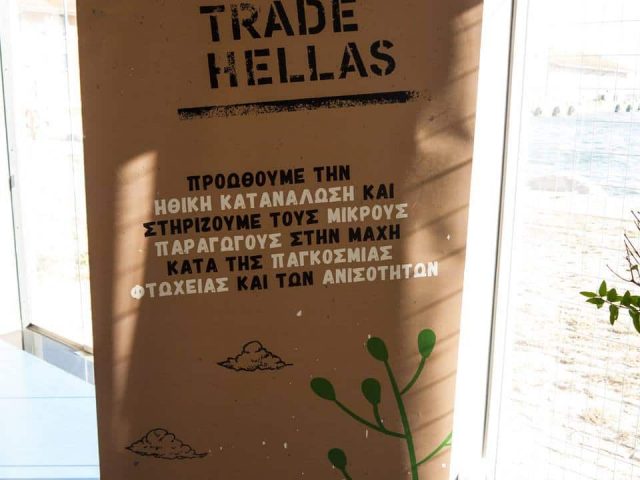 TRADE
HELLAS
ΠΡΟΩΘΟΥΜΕ ΤΗΝ
ΗΘΙΚΗ ΚΑΤΑΝΑΛΩΣΗ ΚΑΙ
ΣΤΗΡΙΖΟΥΜΕ ΤΟΥΣ ΜΙΚΡΟΥΣ
ΠΑΡΑΓΩΓΟΥΣ ΣΤΗΝ ΜΑΧΗ
ΚΑΤΑ ΤΗΣ ΠΑΓΚΟΣΜΙΑΣ
ΦΤΩΧΕΙΑΣ ΚΑΙ ΤΩΝ ΑΝΙΣΟΤΗΤΩΝ